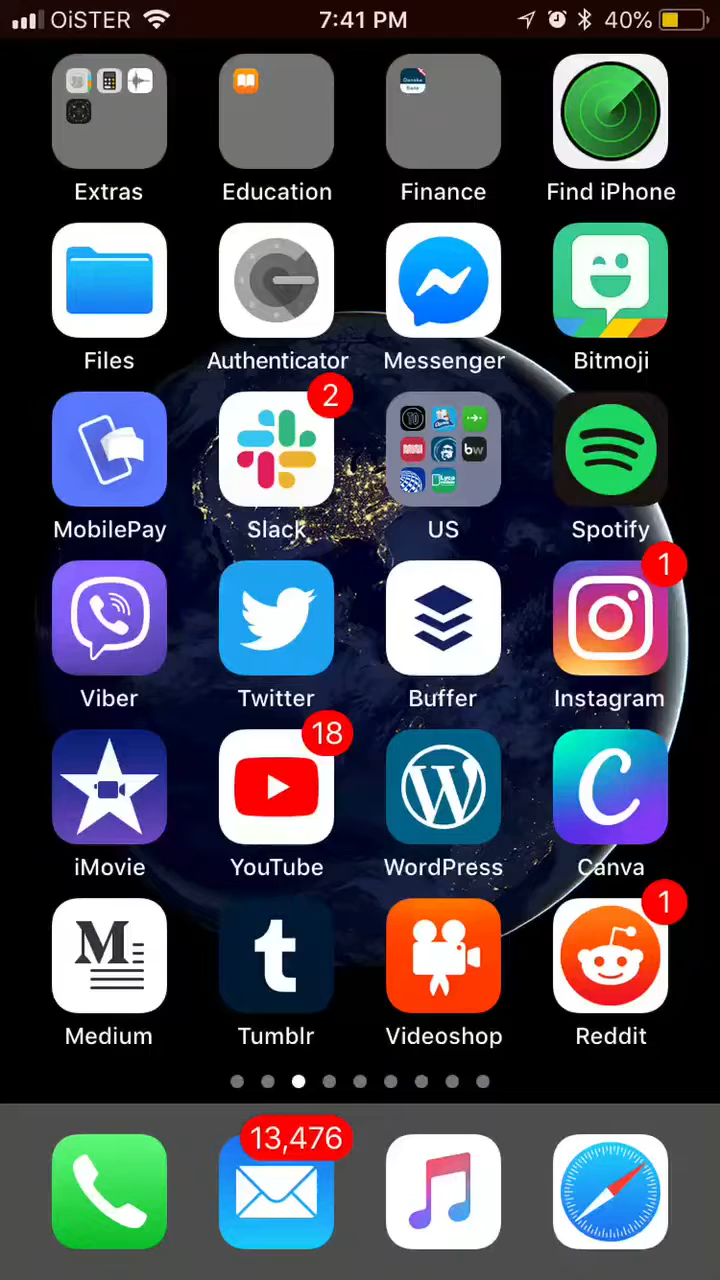 OiSTER 7:41 PM 40%
Extras Education Finance Find iPhone
Files Authenticator Messenger Bitmoji
2
MobilePay Slack US Spotify
1
Viber Twitter Buffer Instagram
18
iMovie YouTube WordPress Canva
1
Medium Tumblr Videoshop Reddit
13,476